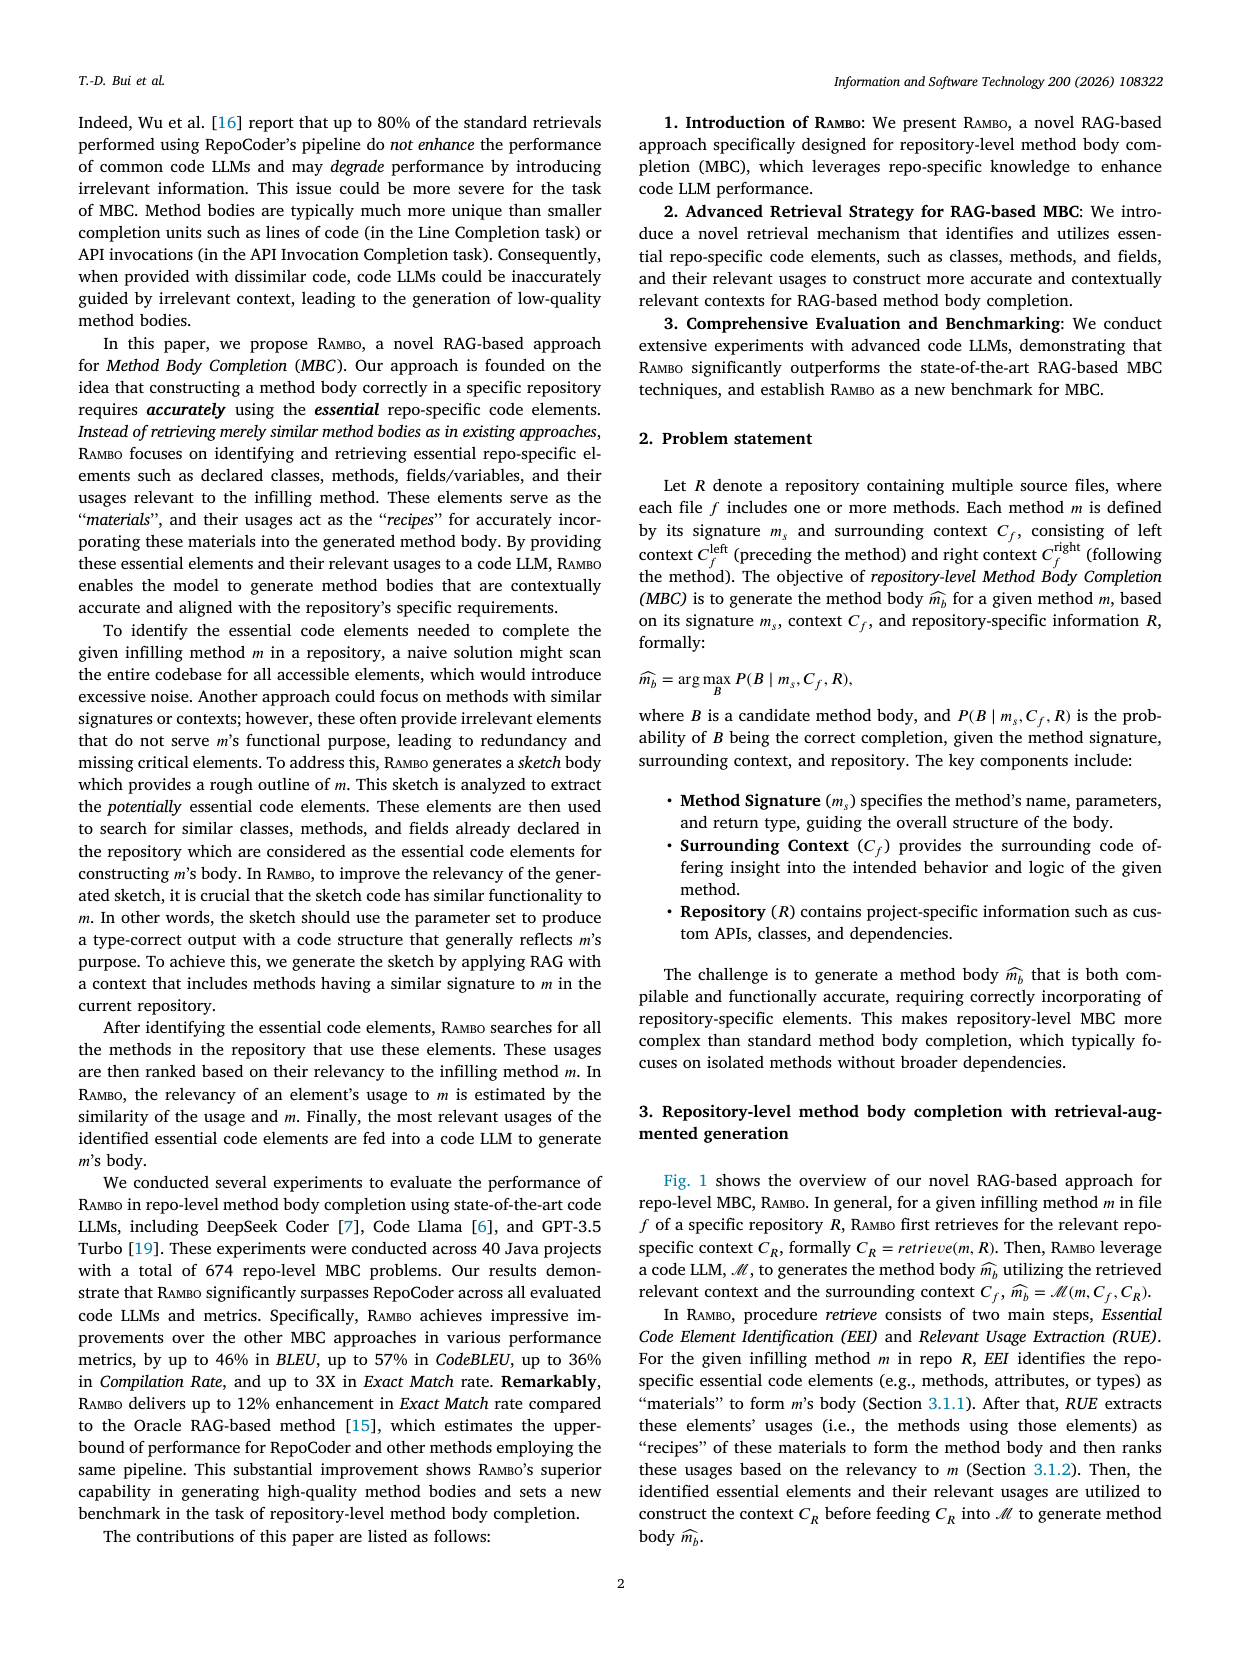 T.-D. Bui et al.
Information and Software Technology 200 (2026) 108322
Indeed, Wu et al. [16] report that up to 80% of the standard retrievals
performed using RepoCoder's pipeline do not enhance the performance
of common code LLMs and may degrade performance by introducing
irrelevant information. This issue could be more severe for the task
of MBC. Method bodies are typically much more unique than smaller
completion units such as lines of code (in the Line Completion task) or
API invocations (in the API Invocation Completion task). Consequently,
when provided with dissimilar code, code LLMs could be inaccurately
guided by irrelevant context, leading to the generation of low-quality
method bodies.
In this paper, we propose RAMBO, a novel RAG-based approach
for Method Body Completion (MBC). Our approach is founded on the
idea that constructing a method body correctly in a specific repository
requires accurately using the essential repo-specific code elements.
Instead of retrieving merely similar method bodies as in existing approaches,
RAMBO focuses on identifying and retrieving essential repo-specific el-
ements such as declared classes, methods, fields/variables, and their
usages relevant to the infilling method. These elements serve as the
‘‘materials’’, and their usages act as the ‘‘recipes’’ for accurately incor-
porating these materials into the generated method body. By providing
these essential elements and their relevant usages to a code LLM, RAMBO
enables the model to generate method bodies that are contextually
accurate and aligned with the repository's specific requirements.
To identify the essential code elements needed to complete the
given infilling method m in a repository, a naive solution might scan
the entire codebase for all accessible elements, which would introduce
excessive noise. Another approach could focus on methods with similar
signatures or contexts; however, these often provide irrelevant elements
that do not serve m's functional purpose, leading to redundancy and
missing critical elements. To address this, RAMBO generates a sketch body
which provides a rough outline of m. This sketch is analyzed to extract
the potentially essential code elements. These elements are then used
to search for similar classes, methods, and fields already declared in
the repository which are considered as the essential code elements for
constructing m's body. In RAMBO, to improve the relevancy of the gener-
ated sketch, it is crucial that the sketch code has similar functionality to
m. In other words, the sketch should use the parameter set to produce
a type-correct output with a code structure that generally reflects m's
purpose. To achieve this, we generate the sketch by applying RAG with
a context that includes methods having a similar signature to m in the
current repository.
After identifying the essential code elements, RAMBO searches for all
the methods in the repository that use these elements. These usages
are then ranked based on their relevancy to the infilling method m. In
RAMBO, the relevancy of an element's usage to m is estimated by the
similarity of the usage and m. Finally, the most relevant usages of the
identified essential code elements are fed into a code LLM to generate
m's body.
We conducted several experiments to evaluate the performance of
RAMBO in repo-level method body completion using state-of-the-art code
LLMs, including DeepSeek Coder [7], Code Llama [6], and GPT-3.5
Turbo [19]. These experiments were conducted across 40 Java projects
with a total of 674 repo-level MBC problems. Our results demon-
strate that RAMBO significantly surpasses RepoCoder across all evaluated
code LLMs and metrics. Specifically, RAMBO achieves impressive im-
provements over the other MBC approaches in various performance
metrics, by up to 46% in BLEU, up to 57% in CodeBLEU, up to 36%
in Compilation Rate, and up to 3X in Exact Match rate. Remarkably,
RAMBO delivers up to 12% enhancement in Exact Match rate compared
to the Oracle RAG-based method [15], which estimates the upper-
bound of performance for RepoCoder and other methods employing the
same pipeline. This substantial improvement shows RAMBO's superior
capability in generating high-quality method bodies and sets a new
benchmark in the task of repository-level method body completion.
The contributions of this paper are listed as follows:
1. Introduction of RAMBO: We present RAMBO, a novel RAG-based
approach specifically designed for repository-level method body com-
pletion (MBC), which leverages repo-specific knowledge to enhance
code LLM performance.
2. Advanced Retrieval Strategy for RAG-based MBC: We intro-
duce a novel retrieval mechanism that identifies and utilizes essen-
tial repo-specific code elements, such as classes, methods, and fields,
and their relevant usages to construct more accurate and contextually
relevant contexts for RAG-based method body completion.
3. Comprehensive Evaluation and Benchmarking: We conduct
extensive experiments with advanced code LLMs, demonstrating that
RAMBO significantly outperforms the state-of-the-art RAG-based MBC
techniques, and establish RAMBO as a new benchmark for MBC.
2. Problem statement
Let R denote a repository containing multiple source files, where
each file f includes one or more methods. Each method m is defined
by its signature m_s and surrounding context C_f, consisting of left
context C_f^left (preceding the method) and right context C_f^right (following
the method). The objective of repository-level Method Body Completion
(MBC) is to generate the method body m̂_b for a given method m, based
on its signature m_s, context C_f, and repository-specific information R,
formally:
m̂_b = arg max_B P(B ∣ m_s, C_f, R),
where B is a candidate method body, and P(B ∣ m_s, C_f, R) is the prob-
ability of B being the correct completion, given the method signature,
surrounding context, and repository. The key components include:
• Method Signature (m_s) specifies the method's name, parameters,
and return type, guiding the overall structure of the body.
• Surrounding Context (C_f) provides the surrounding code of-
fering insight into the intended behavior and logic of the given
method.
• Repository (R) contains project-specific information such as cus-
tom APIs, classes, and dependencies.
The challenge is to generate a method body m̂_b that is both com-
pilable and functionally accurate, requiring correctly incorporating of
repository-specific elements. This makes repository-level MBC more
complex than standard method body completion, which typically fo-
cuses on isolated methods without broader dependencies.
3. Repository-level method body completion with retrieval-aug-
mented generation
Fig. 1 shows the overview of our novel RAG-based approach for
repo-level MBC, RAMBO. In general, for a given infilling method m in file
f of a specific repository R, RAMBO first retrieves for the relevant repo-
specific context C_R, formally C_R = retrieve(m, R). Then, RAMBO leverage
a code LLM, ℳ, to generates the method body m̂_b utilizing the retrieved
relevant context and the surrounding context C_f, m̂_b = ℳ(m, C_f, C_R).
In RAMBO, procedure retrieve consists of two main steps, Essential
Code Element Identification (EEI) and Relevant Usage Extraction (RUE).
For the given infilling method m in repo R, EEI identifies the repo-
specific essential code elements (e.g., methods, attributes, or types) as
‘‘materials’’ to form m's body (Section 3.1.1). After that, RUE extracts
these elements' usages (i.e., the methods using those elements) as
‘‘recipes’’ of these materials to form the method body and then ranks
these usages based on the relevancy to m (Section 3.1.2). Then, the
identified essential elements and their relevant usages are utilized to
construct the context C_R before feeding C_R into ℳ to generate method
body m̂_b.
2